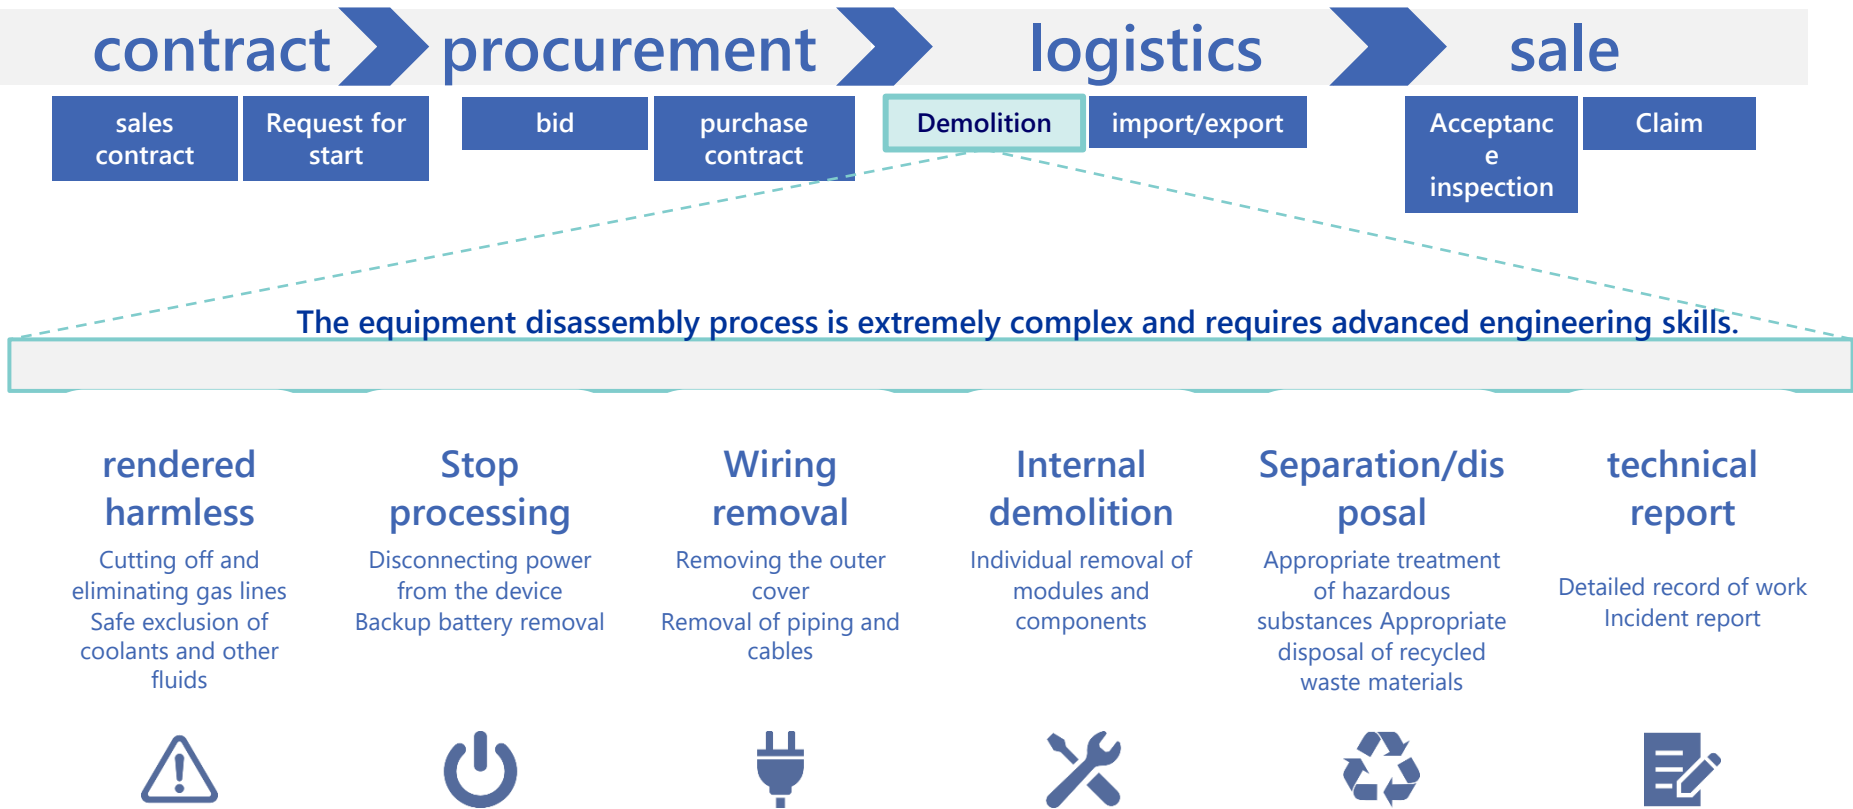 contract
procurement
logistics
sale
sales
contract
Request for
start
bid
purchase
contract
Demolition
import/export
Acceptanc
e
inspection
Claim
The equipment disassembly process is extremely complex and requires advanced engineering skills.
rendered
harmless
Cutting off and
eliminating gas lines
Safe exclusion of
coolants and other
fluids
Stop
processing
Disconnecting power
from the device
Backup battery removal
Wiring
removal
Removing the outer
cover
Removal of piping and
cables
Internal
demolition
Individual removal of
modules and
components
Separation/dis
posal
Appropriate treatment
of hazardous
substances Appropriate
disposal of recycled
waste materials
technical
report
Detailed record of work
Incident report